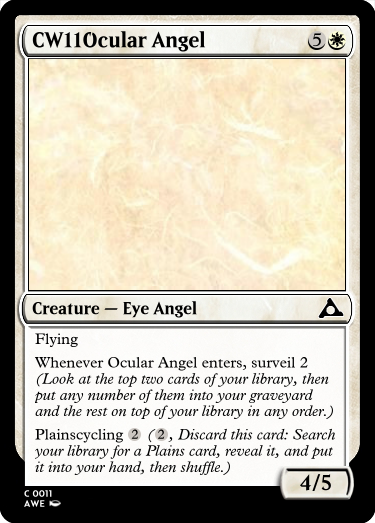 CW11Ocular Angel 5
Creature — Eye Angel
Flying
Whenever Ocular Angel enters, surveil 2
(Look at the top two cards of your library, then
put any number of them into your graveyard
and the rest on top of your library in any order.)
Plainscycling 2 (2, Discard this card: Search
your library for a Plains card, reveal it, and put
it into your hand, then shuffle.)
4/5
C 0011
AWE